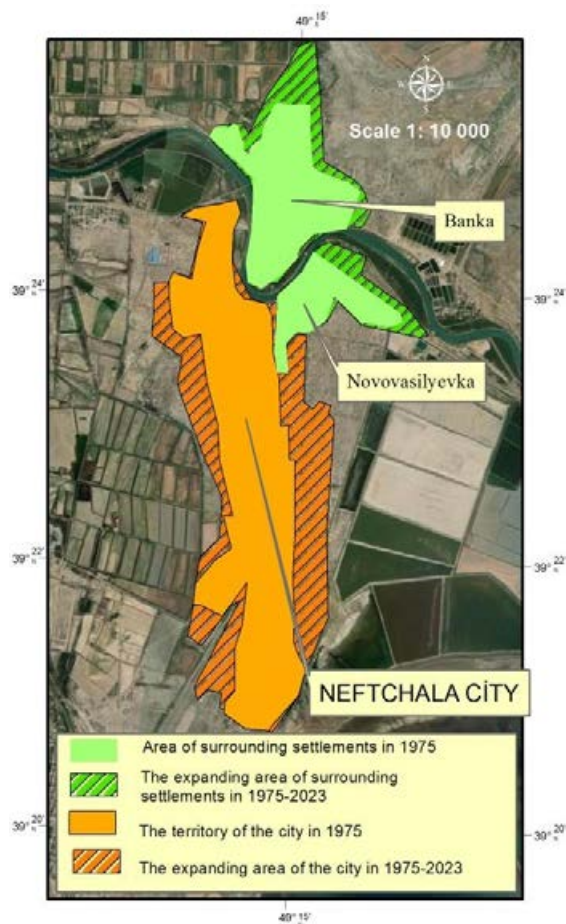 49° 15'
N
W E
S
Scale 1: 10 000
Banka
39° 24'
39° 24'
Novovasilyevka
39° 22'
39° 22'
NEFTCHALA CİTY
Area of surrounding settlements in 1975
The expanding area of surrounding
settlements in 1975-2023
The territory of the city in 1975
The expanding area of the city in 1975-2023
39° 20'
39° 20'
49° 15'